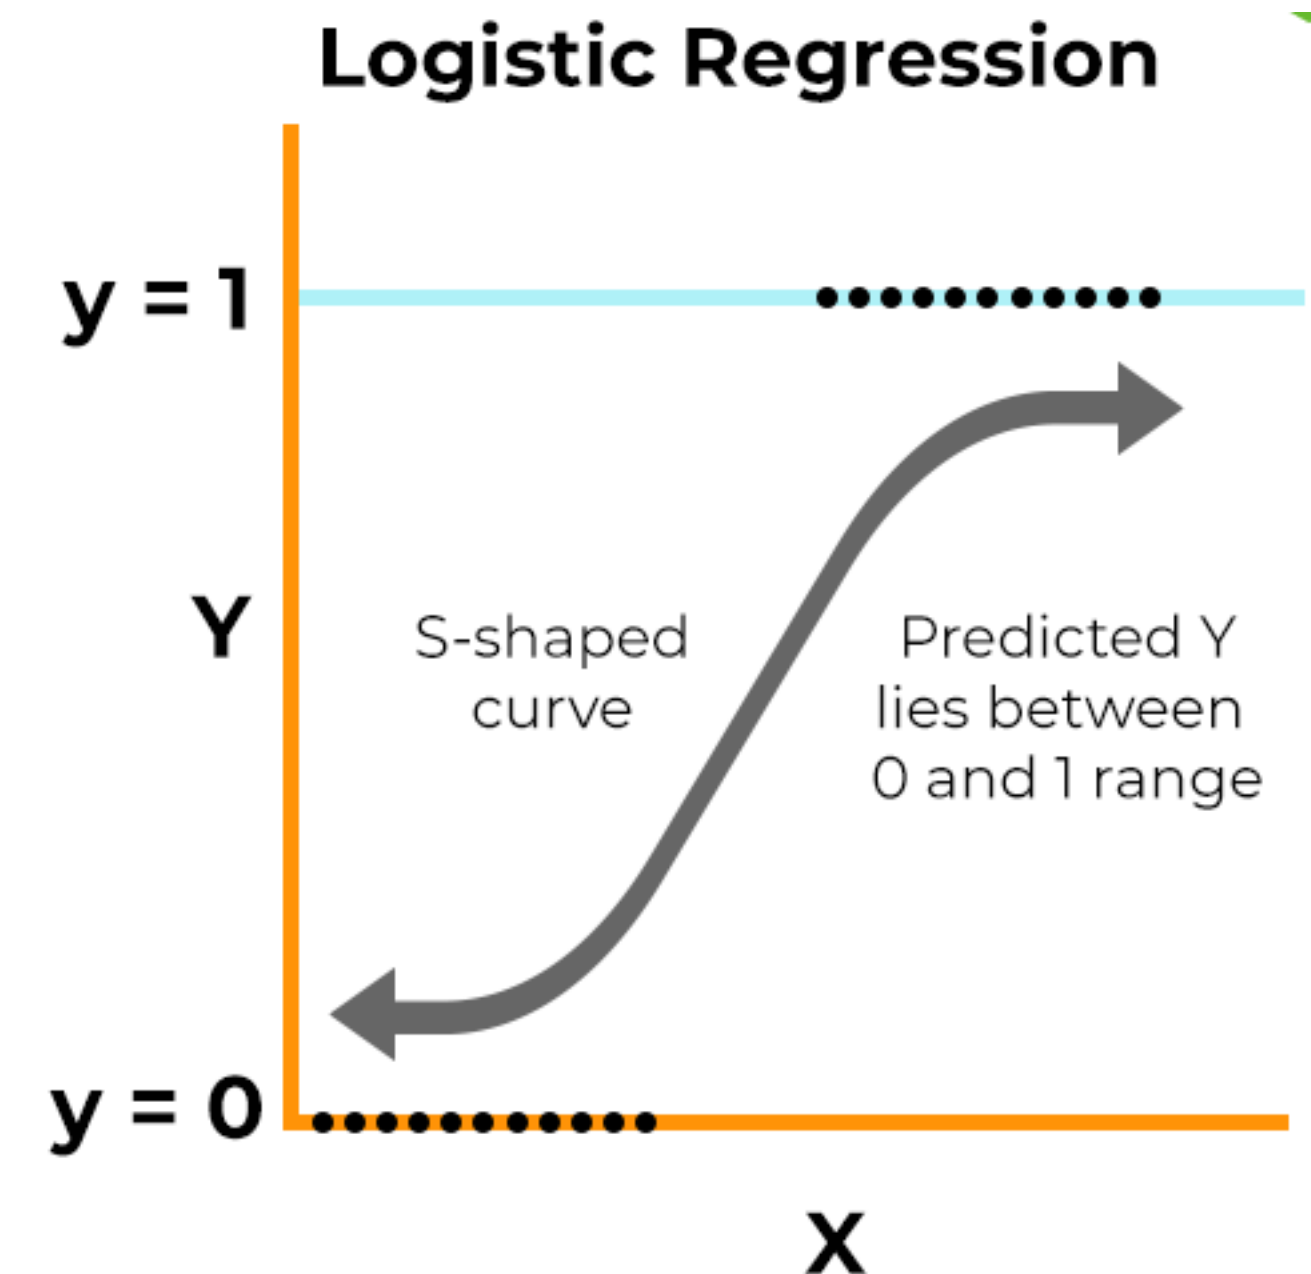 Logistic Regression
y = 1
Y
S-shaped
curve
Predicted Y
lies between
0 and 1 range
y = 0
X